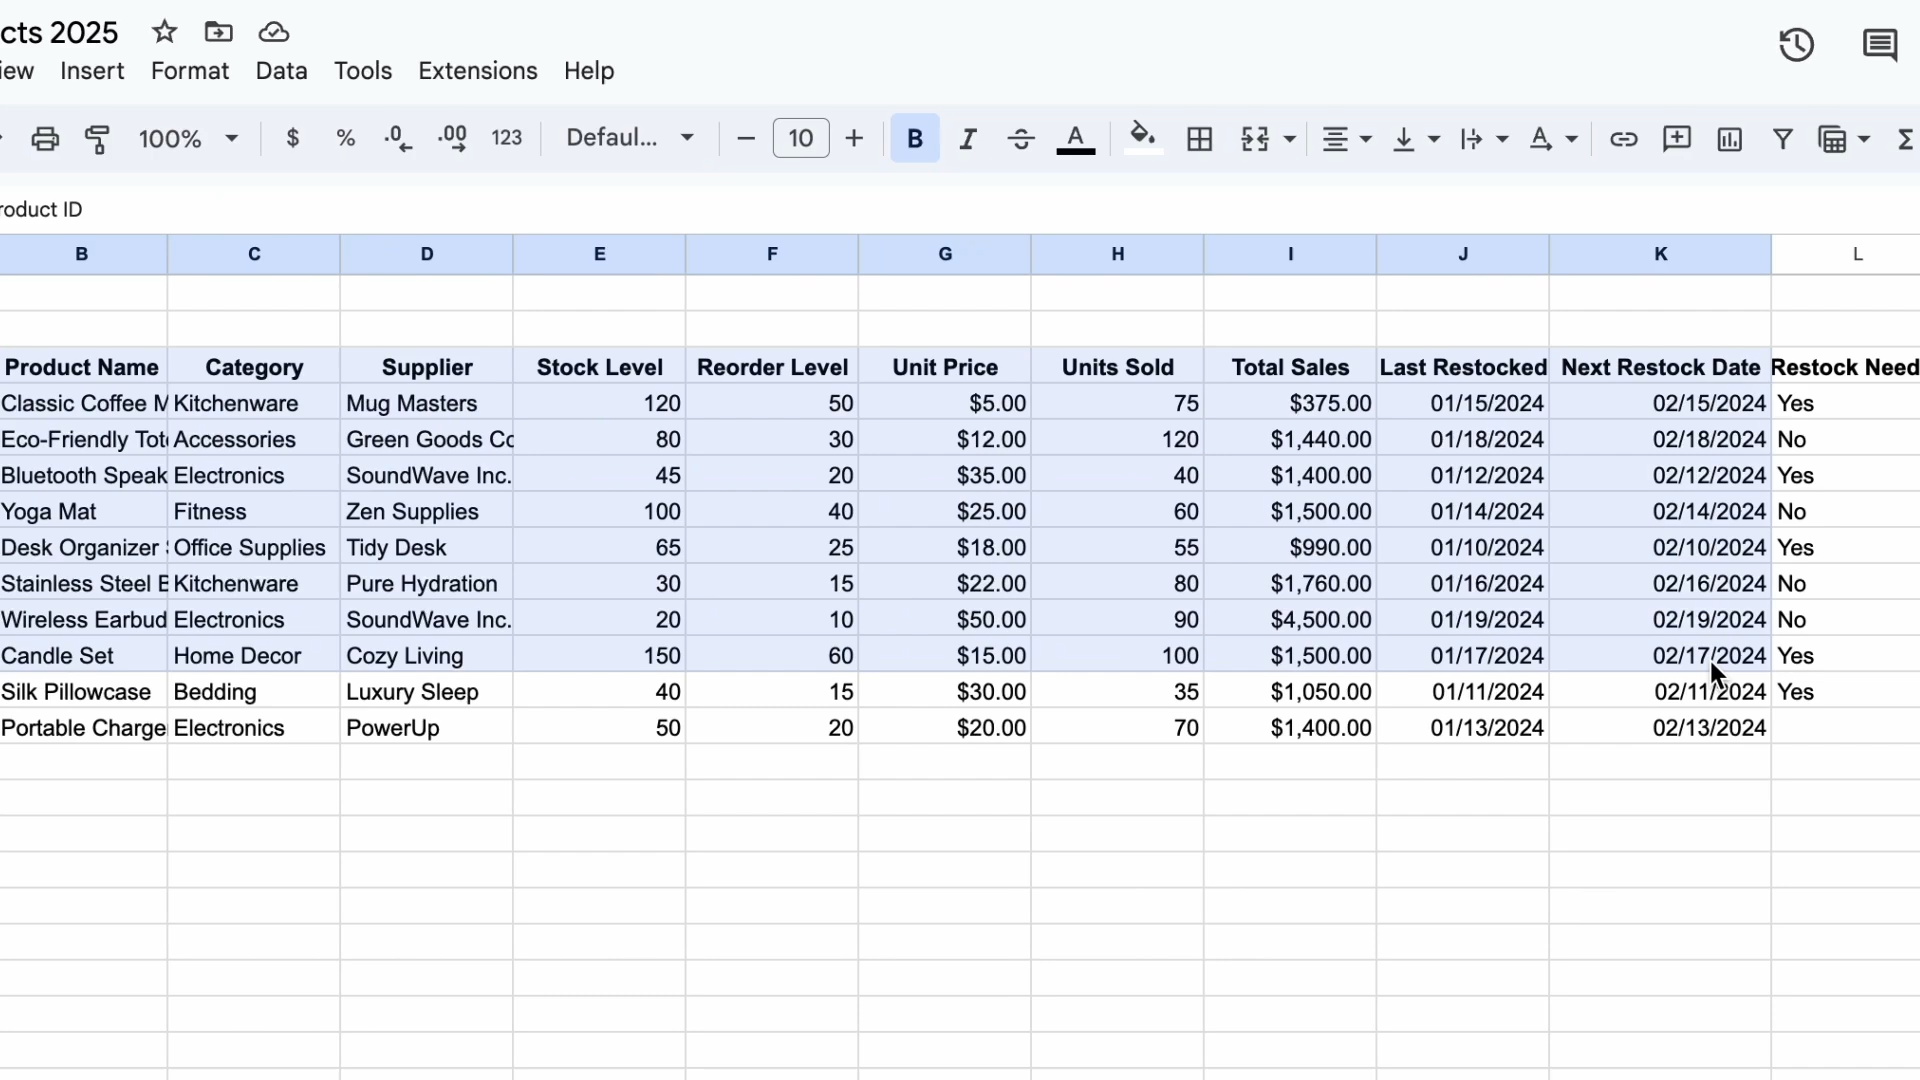 cts 2025
iew Insert Format Data Tools Extensions Help
100% $ % .0 .00 123 Defaul... − 10 + B I S A Σ
roduct ID
B C D E F G H I J K L
Product Name Category Supplier Stock Level Reorder Level Unit Price Units Sold Total Sales Last Restocked Next Restock Date Restock Need
Classic Coffee M Kitchenware Mug Masters 120 50 $5.00 75 $375.00 01/15/2024 02/15/2024 Yes
Eco-Friendly Tot Accessories Green Goods Co 80 30 $12.00 120 $1,440.00 01/18/2024 02/18/2024 No
Bluetooth Speak Electronics SoundWave Inc. 45 20 $35.00 40 $1,400.00 01/12/2024 02/12/2024 Yes
Yoga Mat Fitness Zen Supplies 100 40 $25.00 60 $1,500.00 01/14/2024 02/14/2024 No
Desk Organizer Office Supplies Tidy Desk 65 25 $18.00 55 $990.00 01/10/2024 02/10/2024 Yes
Stainless Steel B Kitchenware Pure Hydration 30 15 $22.00 80 $1,760.00 01/16/2024 02/16/2024 No
Wireless Earbud Electronics SoundWave Inc. 20 10 $50.00 90 $4,500.00 01/19/2024 02/19/2024 No
Candle Set Home Decor Cozy Living 150 60 $15.00 100 $1,500.00 01/17/2024 02/17/2024 Yes
Silk Pillowcase Bedding Luxury Sleep 40 15 $30.00 35 $1,050.00 01/11/2024 02/11/2024 Yes
Portable Charge Electronics PowerUp 50 20 $20.00 70 $1,400.00 01/13/2024 02/13/2024